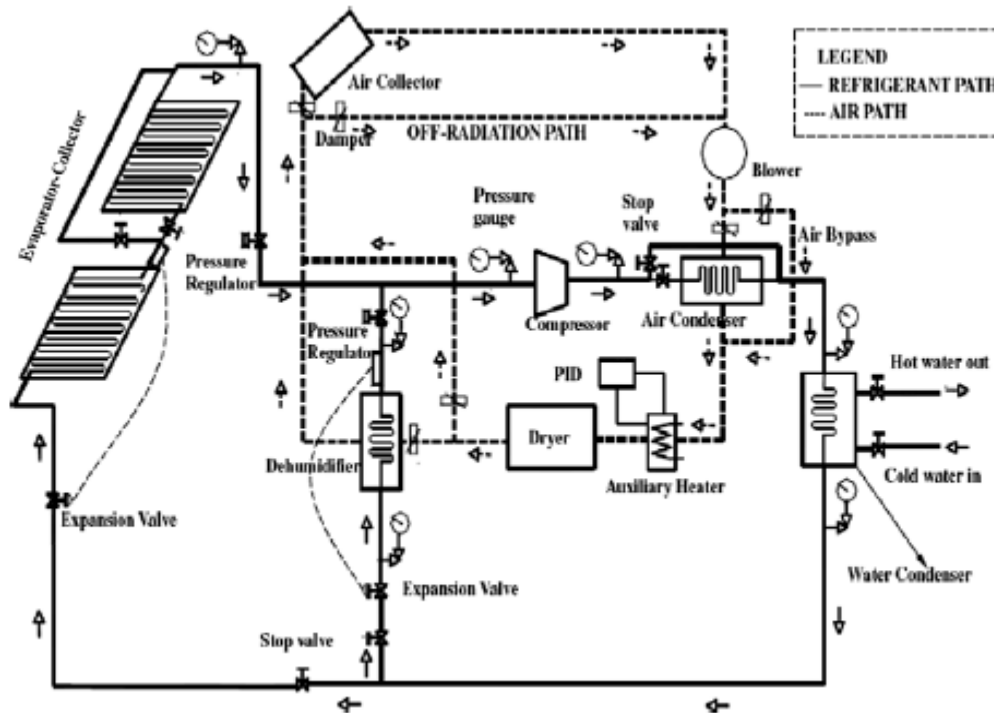 LEGEND
REFRIGERANT PATH
AIR PATH
Air Collector
OFF-RADIATION PATH
Damper
Evaporator-Collector
Blower
Pressure
gauge
Stop
valve
Air Bypass
Pressure
Regulator
Compressor
Air Condenser
Pressure
Regulator
PID
Hot water out
Dryer
Dehumidifier
Auxiliary Heater
Cold water in
Expansion Valve
Water Condenser
Expansion Valve
Stop valve